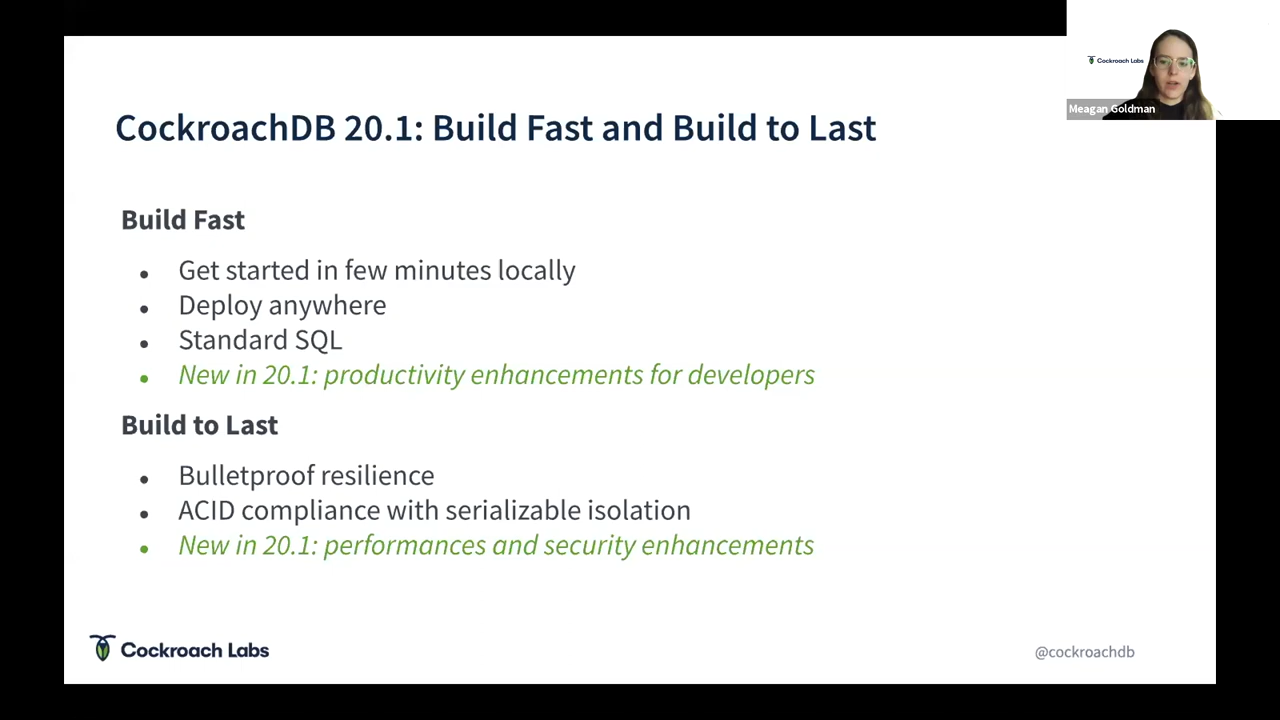 Cockroach Labs
Meagan Goldman
CockroachDB 20.1: Build Fast and Build to Last
Build Fast
• Get started in few minutes locally
• Deploy anywhere
• Standard SQL
• New in 20.1: productivity enhancements for developers
Build to Last
• Bulletproof resilience
• ACID compliance with serializable isolation
• New in 20.1: performances and security enhancements
Cockroach Labs
@cockroachdb